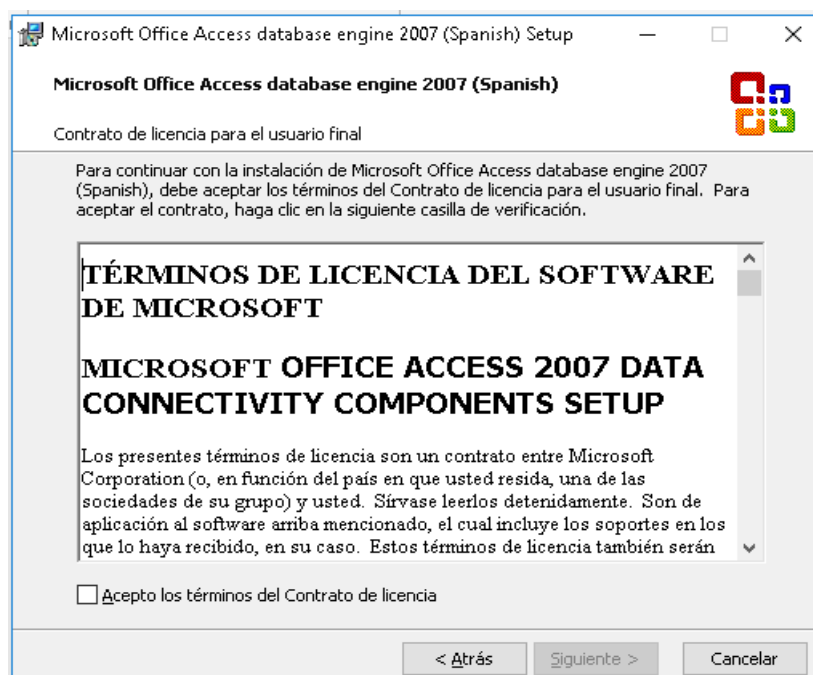 Microsoft Office Access database engine 2007 (Spanish) Setup
Microsoft Office Access database engine 2007 (Spanish)
Contrato de licencia para el usuario final
Para continuar con la instalación de Microsoft Office Access database engine 2007
(Spanish), debe aceptar los términos del Contrato de licencia para el usuario final. Para
aceptar el contrato, haga clic en la siguiente casilla de verificación.
TÉRMINOS DE LICENCIA DEL SOFTWARE
DE MICROSOFT
MICROSOFT OFFICE ACCESS 2007 DATA
CONNECTIVITY COMPONENTS SETUP
Los presentes términos de licencia son un contrato entre Microsoft
Corporation (o, en función del país en que usted resida, una de las
sociedades de su grupo) y usted. Sírvase leerlos detenidamente. Son de
aplicación al software arriba mencionado, el cual incluye los soportes en los
que lo haya recibido, en su caso. Estos términos de licencia también serán
Acepto los términos del Contrato de licencia
< Atrás Siguiente > Cancelar